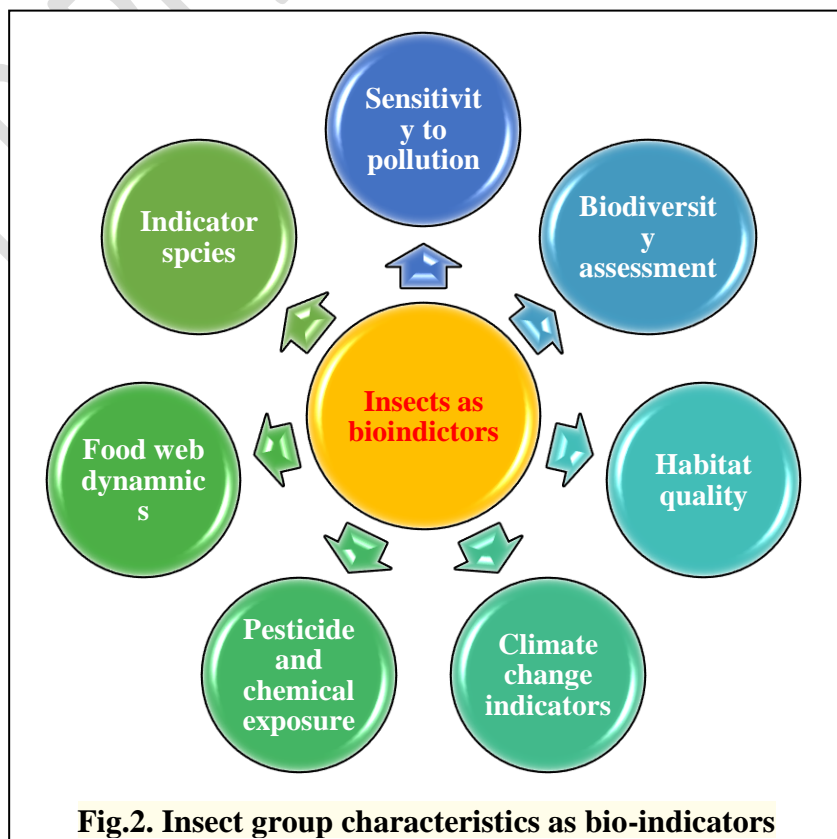 Sensitivit
y to
pollution
Biodiversit
y
assessment
Habitat
quality
Climate
change
indicators
Pesticide
and
chemical
exposure
Food web
dynamnic
s
Indicator
spcies
Insects as
bioindictors
Fig.2. Insect group characteristics as bio-indicators